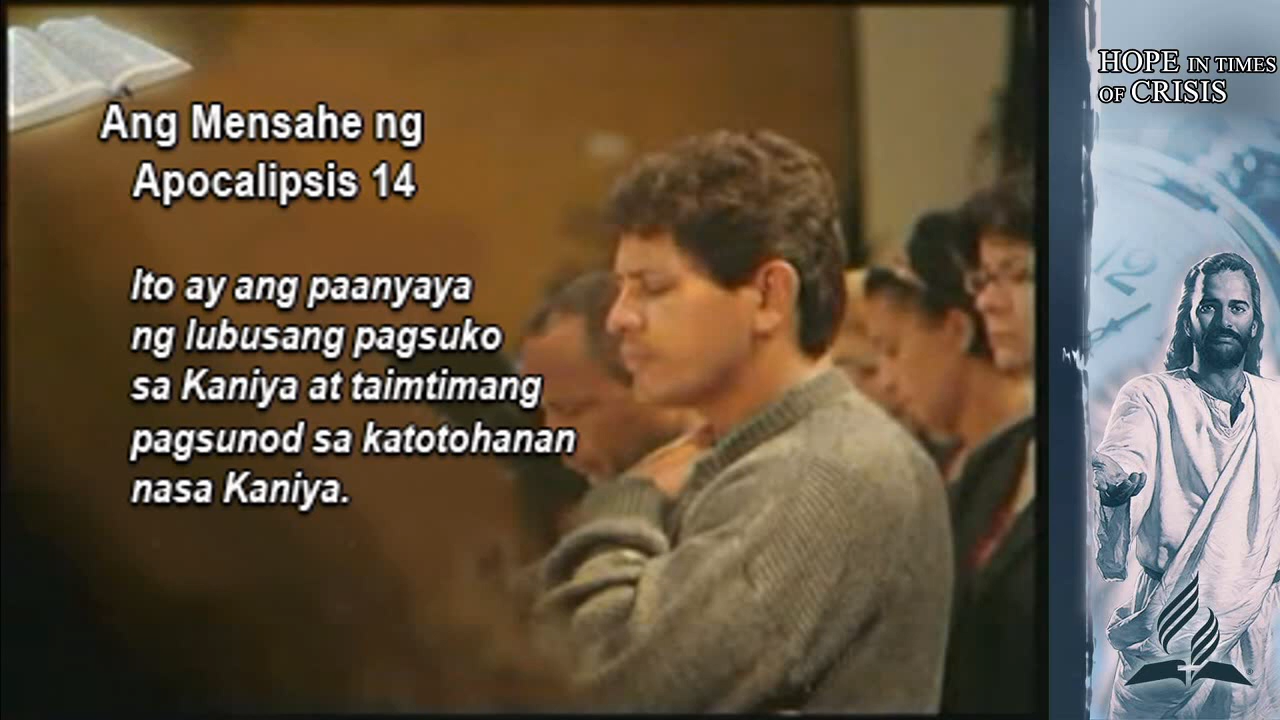 Ang Mensahe ng
Apocalipsis 14
Ito ay ang paanyaya
ng lubusang pagsuko
sa Kaniya at taimtimang
pagsunod sa katotohanan
nasa Kaniya.
HOPE IN TIMES
OF CRISIS